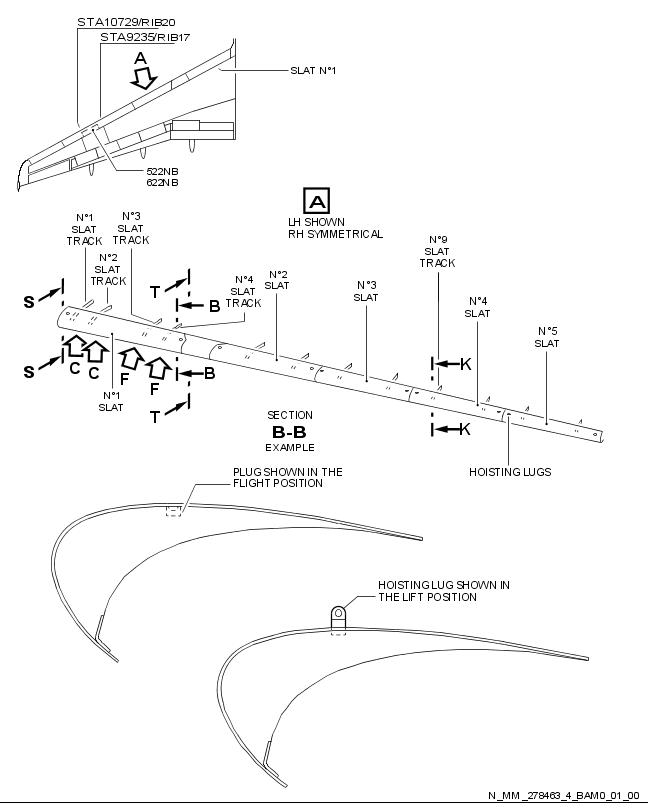 STA10729/RIB20
STA9235/RIB17
A
SLAT N°1
522NB
622NB
A
LH SHOWN
RH SYMMETRICAL
N°1
SLAT
TRACK
N°3
SLAT
TRACK
N°2
SLAT
TRACK
N°9
SLAT
TRACK
N°4
SLAT
TRACK
N°2
SLAT
N°3
SLAT
N°4
SLAT
N°5
SLAT
S
T
B
S
C
C
F
F
B
T
K
K
N°1
SLAT
SECTION
B-B
EXAMPLE
HOISTING LUGS
PLUG SHOWN IN THE
FLIGHT POSITION
HOISTING LUG SHOWN IN
THE LIFT POSITION
N_MM_278463_4_BAM0_01_00